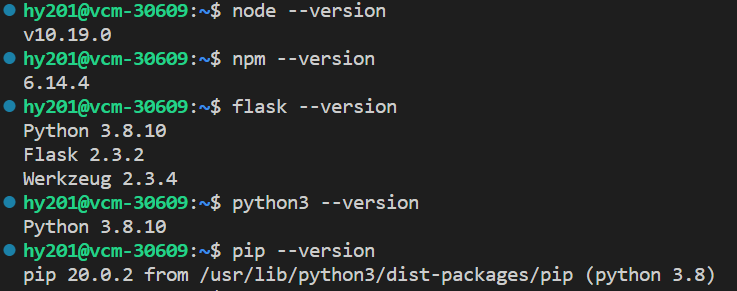 hy201@vcm-30609:~$ node --version
v10.19.0
hy201@vcm-30609:~$ npm --version
6.14.4
hy201@vcm-30609:~$ flask --version
Python 3.8.10
Flask 2.3.2
Werkzeug 2.3.4
hy201@vcm-30609:~$ python3 --version
Python 3.8.10
hy201@vcm-30609:~$ pip --version
pip 20.0.2 from /usr/lib/python3/dist-packages/pip (python 3.8)